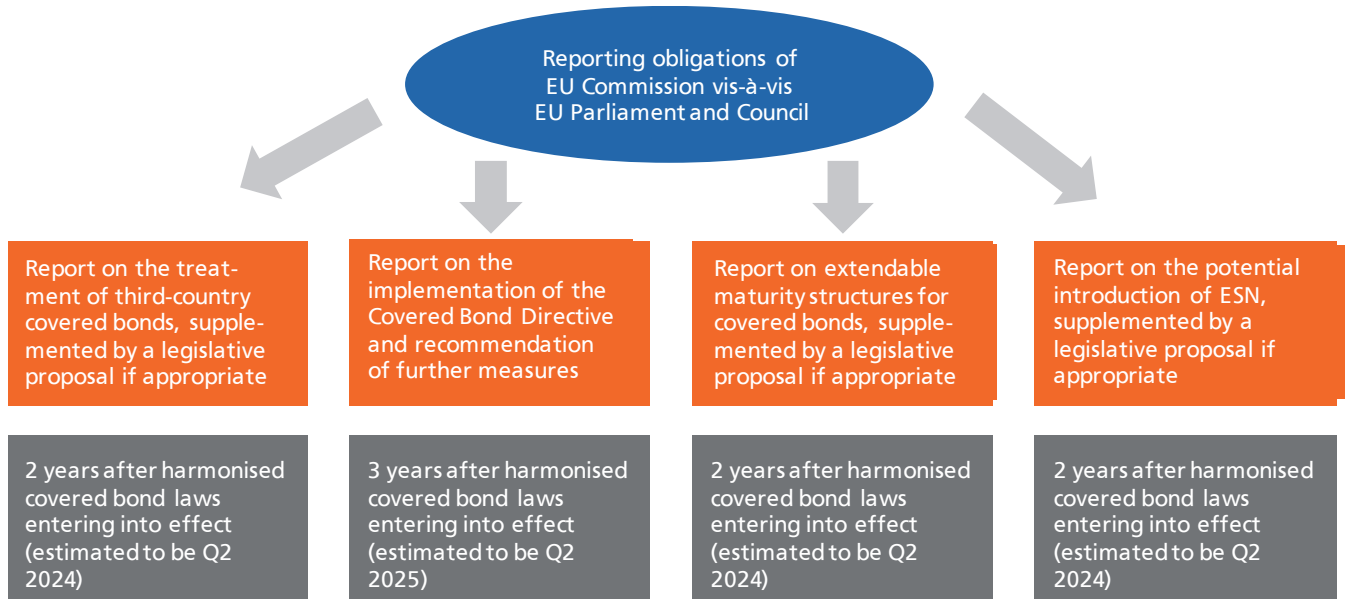 Reporting obligations of
EU Commission vis-à-vis
EU Parliament and Council
Report on the treat-
ment of third-country
covered bonds, supple-
mented by a legislative
proposal if appropriate
Report on the
implementation of the
Covered Bond Directive
and recommendation
of further measures
Report on extendable
maturity structures for
covered bonds, supple-
mented by a legislative
proposal if appropriate
Report on the potential
introduction of ESN,
supplemented by a
legislative proposal if
appropriate
2 years after harmonised
covered bond laws
entering into effect
(estimated to be Q2
2024)
3 years after harmonised
covered bond laws
entering into effect
(estimated to be Q2
2025)
2 years after harmonised
covered bond laws
entering into effect
(estimated to be Q2
2024)
2 years after harmonised
covered bond laws
entering into effect
(estimated to be Q2
2024)